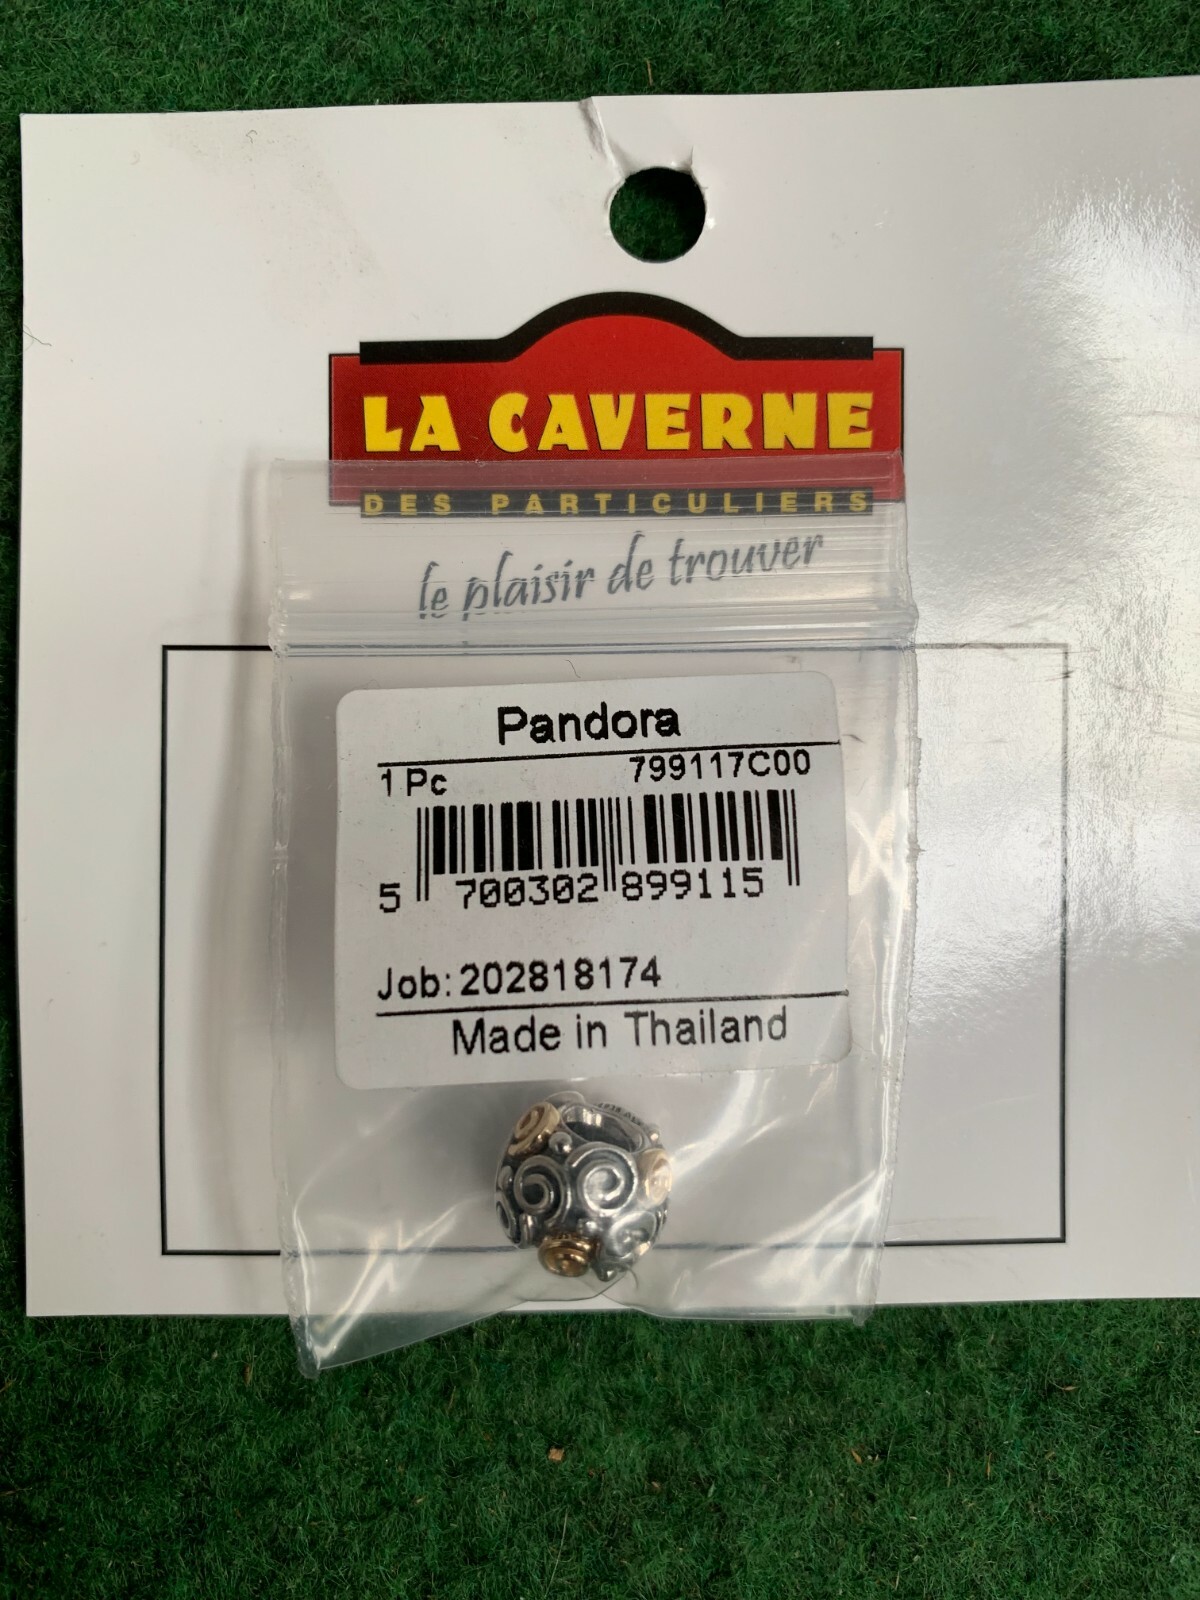 LA CAVERNE
DES PARTICULIERS
le plaisir de trouver
Pandora
1 Pc 799117C00
5 700302 899115
Job: 202818174
Made in Thailand